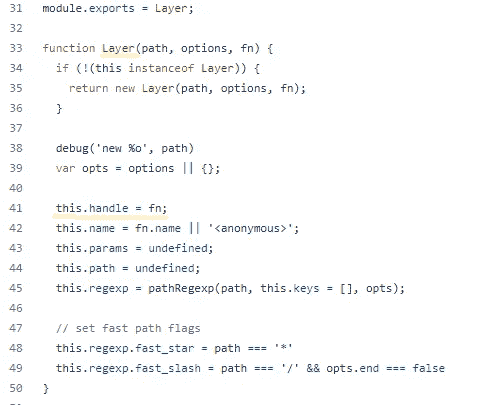 31 module.exports = Layer;
32
33 function Layer(path, options, fn) {
34 if (!(this instanceof Layer)) {
35 return new Layer(path, options, fn);
36 }
37
38 debug('new %o', path)
39 var opts = options || {};
40
41 this.handle = fn;
42 this.name = fn.name || '<anonymous>';
43 this.params = undefined;
44 this.path = undefined;
45 this.regexp = pathRegexp(path, this.keys = [], opts);
46
47 // set fast path flags
48 this.regexp.fast_star = path === '*'
49 this.regexp.fast_slash = path === '/' && opts.end === false
50 }